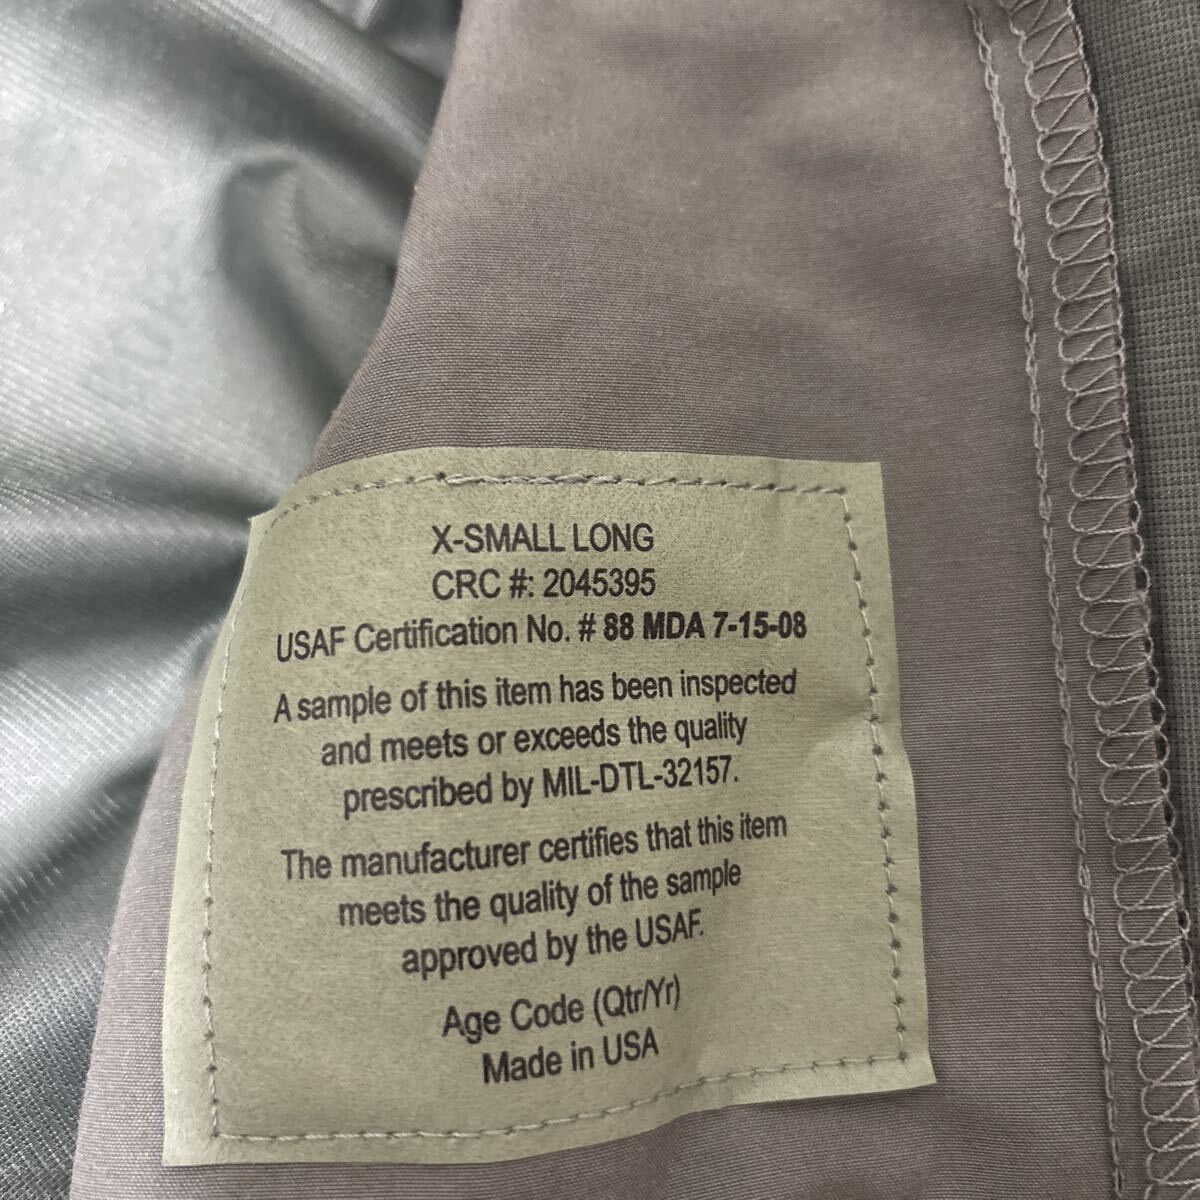 X-SMALL LONG
CRC #: 2045395
USAF Certification No. # 88 MDA 7-15-08
A sample of this item has been inspected
and meets or exceeds the quality
prescribed by MIL-DTL-32157.
The manufacturer certifies that this item
meets the quality of the sample
approved by the USAF.
Age Code (Qtr/Yr)
Made in USA